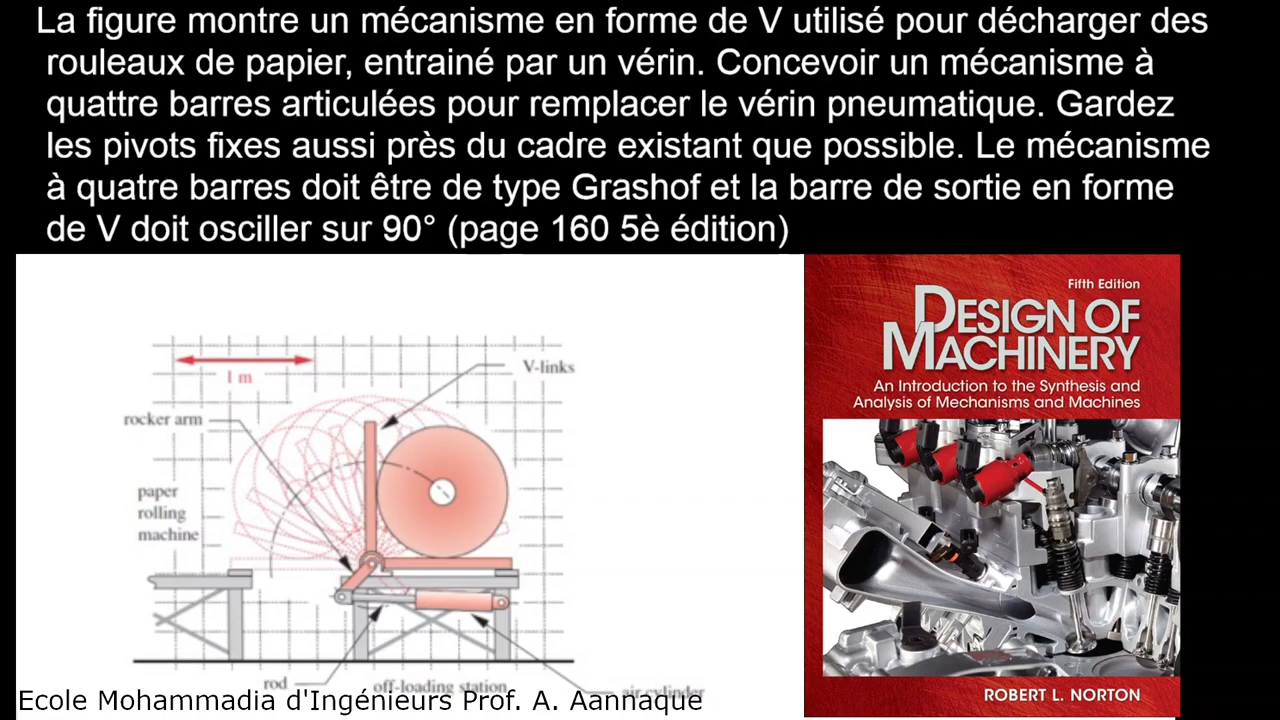 La figure montre un mécanisme en forme de V utilisé pour décharger des
rouleaux de papier, entrainé par un vérin. Concevoir un mécanisme à
quattre barres articulées pour remplacer le vérin pneumatique. Gardez
les pivots fixes aussi près du cadre existant que possible. Le mécanisme
à quatre barres doit être de type Grashof et la barre de sortie en forme
de V doit osciller sur 90° (page 160 5è édition)
1 m
V-links
rocker arm
paper
rolling
machine
rod
off-loading station
air cylinder
Ecole Mohammadia d'Ingénieurs Prof. A. Aannaque
Fifth Edition
DESIGN OF
MACHINERY
An Introduction to the Synthesis and
Analysis of Mechanisms and Machines
ROBERT L. NORTON